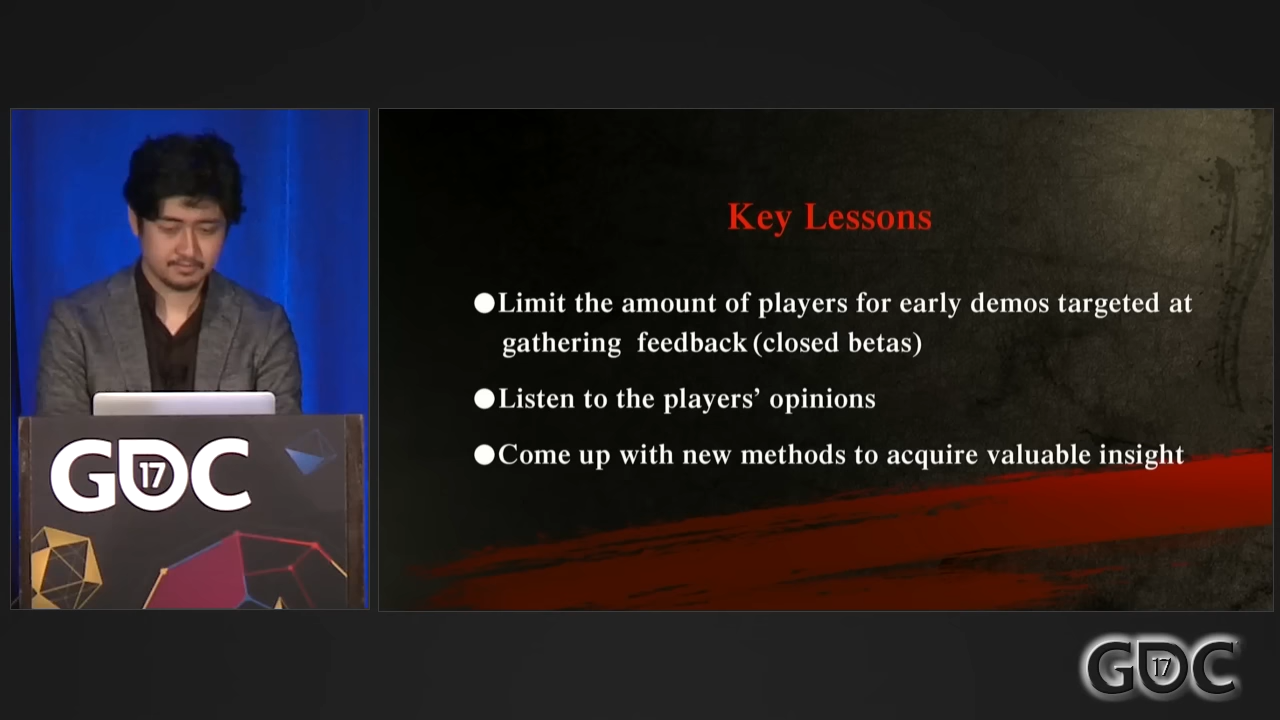 Key Lessons
●Limit the amount of players for early demos targeted at
gathering feedback (closed betas)
●Listen to the players’ opinions
●Come up with new methods to acquire valuable insight
GDC
17
GDC
17